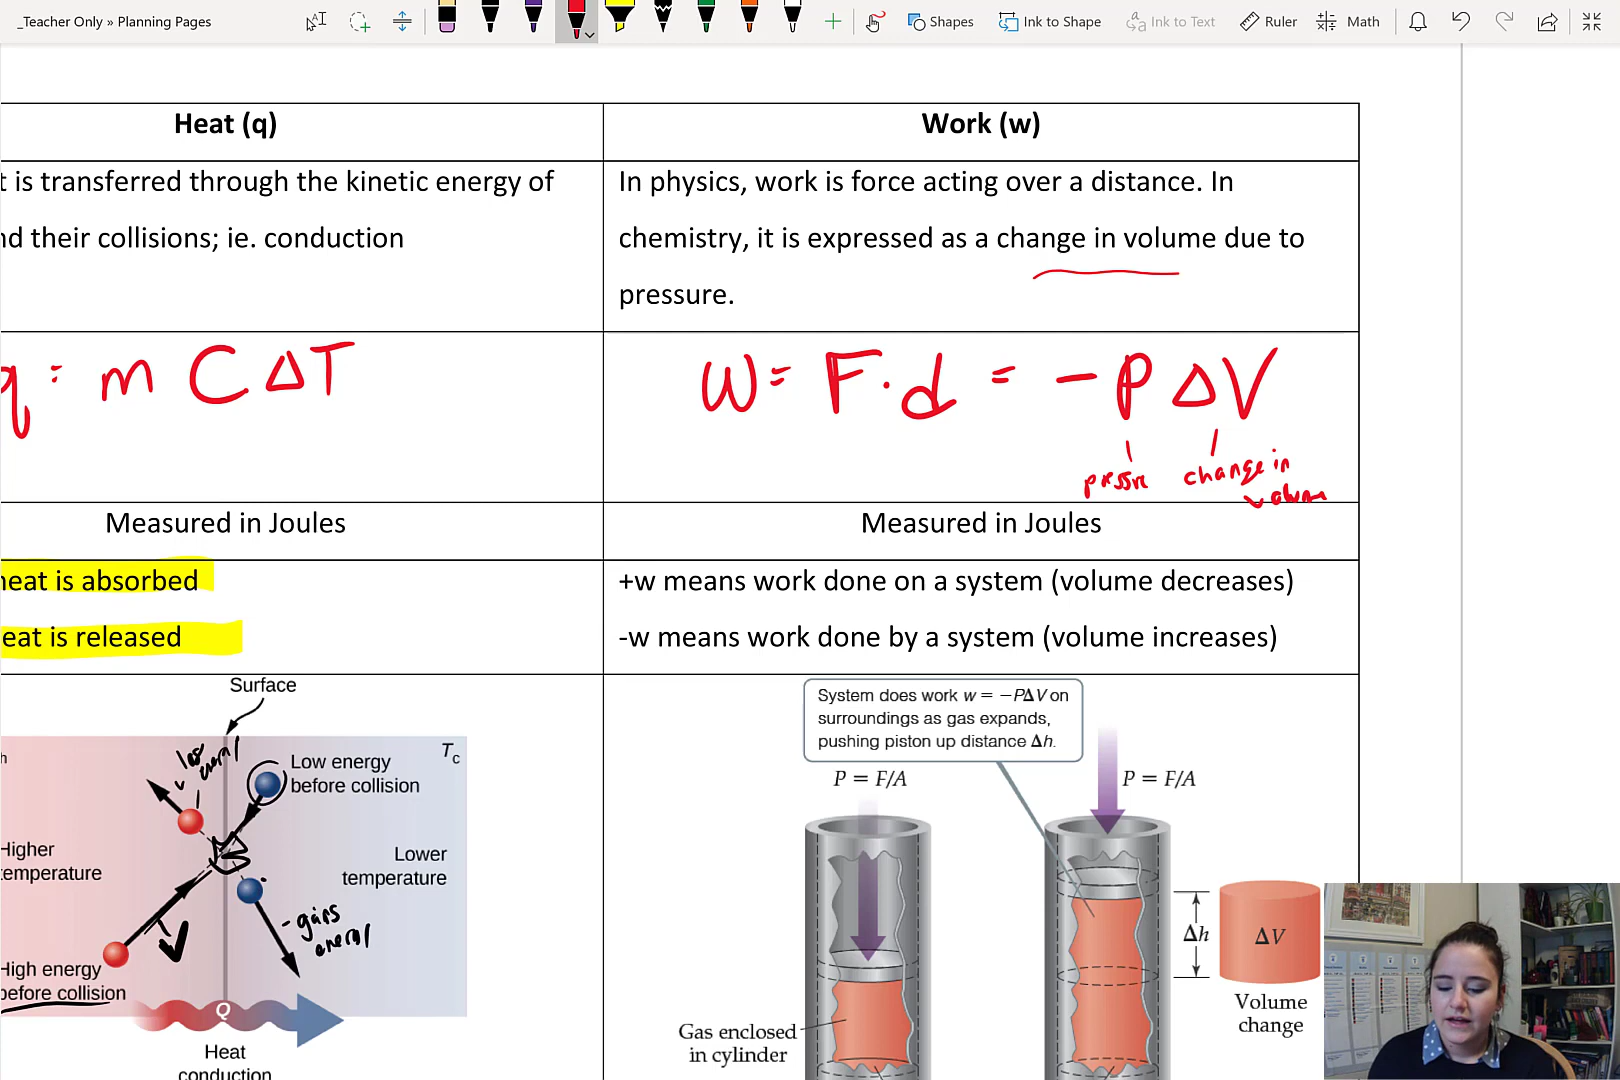 _Teacher Only » Planning Pages
Shapes
Ink to Shape
Ink to Text
Ruler
Math
Heat (q)
Work (w)
t is transferred through the kinetic energy of
nd their collisions; ie. conduction
In physics, work is force acting over a distance. In
chemistry, it is expressed as a change in volume due to
pressure.
q = m C Δ T
W = F · d = - P Δ V
change in
volume
Measured in Joules
Measured in Joules
heat is absorbed
eat is released
+w means work done on a system (volume decreases)
-w means work done by a system (volume increases)
Surface
Low energy
before collision
Tc
h
Higher
temperature
Lower
temperature
- gains
High energy
before collision
Q
Heat
conduction
System does work w = −PΔV on
surroundings as gas expands,
pushing piston up distance Δh.
P = F/A
P = F/A
Δh
ΔV
Volume
change
Gas enclosed
in cylinder